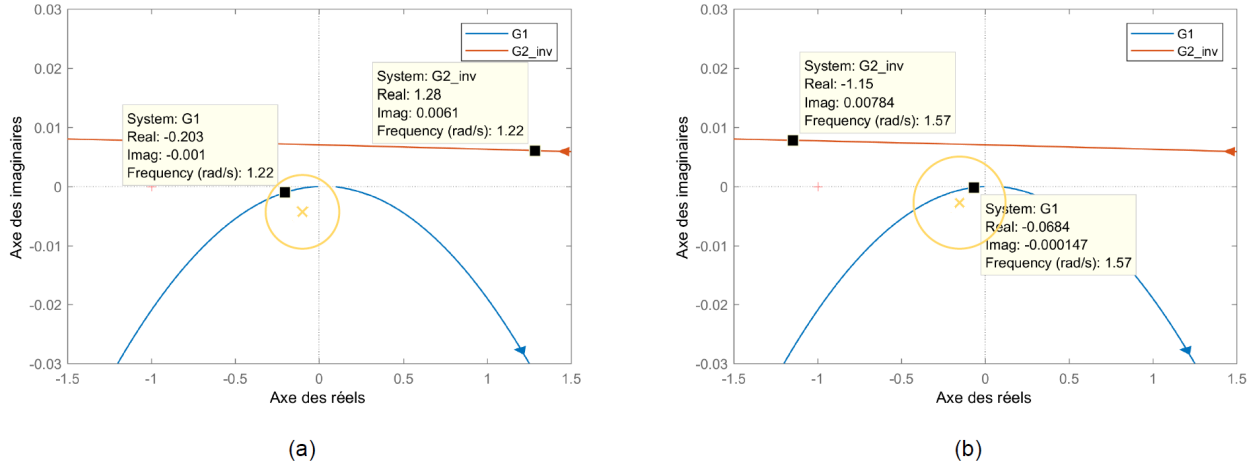 0.03
0.02
0.01
0
-0.01
-0.02
-0.03
Axe des imaginaires
-1.5
-1
-0.5
0
0.5
1
1.5
Axe des réels
G1
G2_inv
System: G2_inv
Real: 1.28
Imag: 0.0061
Frequency (rad/s): 1.22
System: G1
Real: -0.203
Imag: -0.001
Frequency (rad/s): 1.22
(a)
0.03
0.02
0.01
0
-0.01
-0.02
-0.03
Axe des imaginaires
-1.5
-1
-0.5
0
0.5
1
1.5
Axe des réels
G1
G2_inv
System: G2_inv
Real: -1.15
Imag: 0.00784
Frequency (rad/s): 1.57
System: G1
Real: -0.0684
Imag: -0.000147
Frequency (rad/s): 1.57
(b)